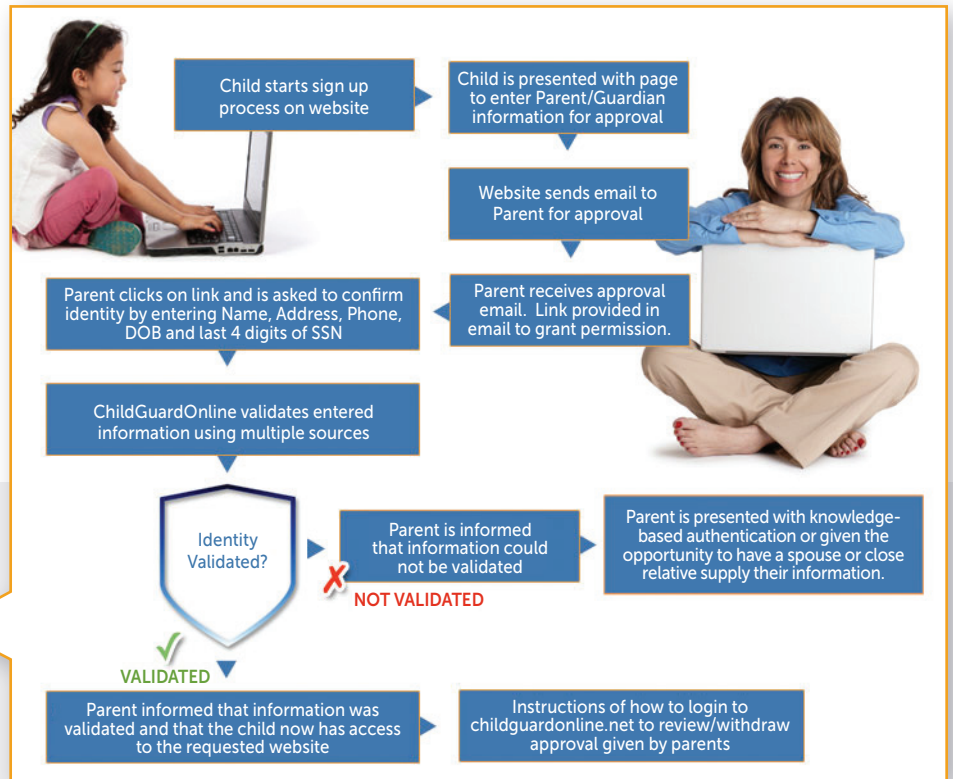 Child starts sign up
process on website
Child is presented with page
to enter Parent/Guardian
information for approval
Website sends email to
Parent for approval
Parent receives approval
email. Link provided in
email to grant permission.
Parent clicks on link and is asked to confirm
identity by entering Name, Address, Phone,
DOB and last 4 digits of SSN
ChildGuardOnline validates entered
information using multiple sources
Identity
Validated?
Parent is informed
that information could
not be validated
NOT VALIDATED
Parent is presented with knowledge-
based authentication or given the
opportunity to have a spouse or close
relative supply their information.
VALIDATED
Parent informed that information was
validated and that the child now has access
to the requested website
Instructions of how to login to
childguardonline.net to review/withdraw
approval given by parents